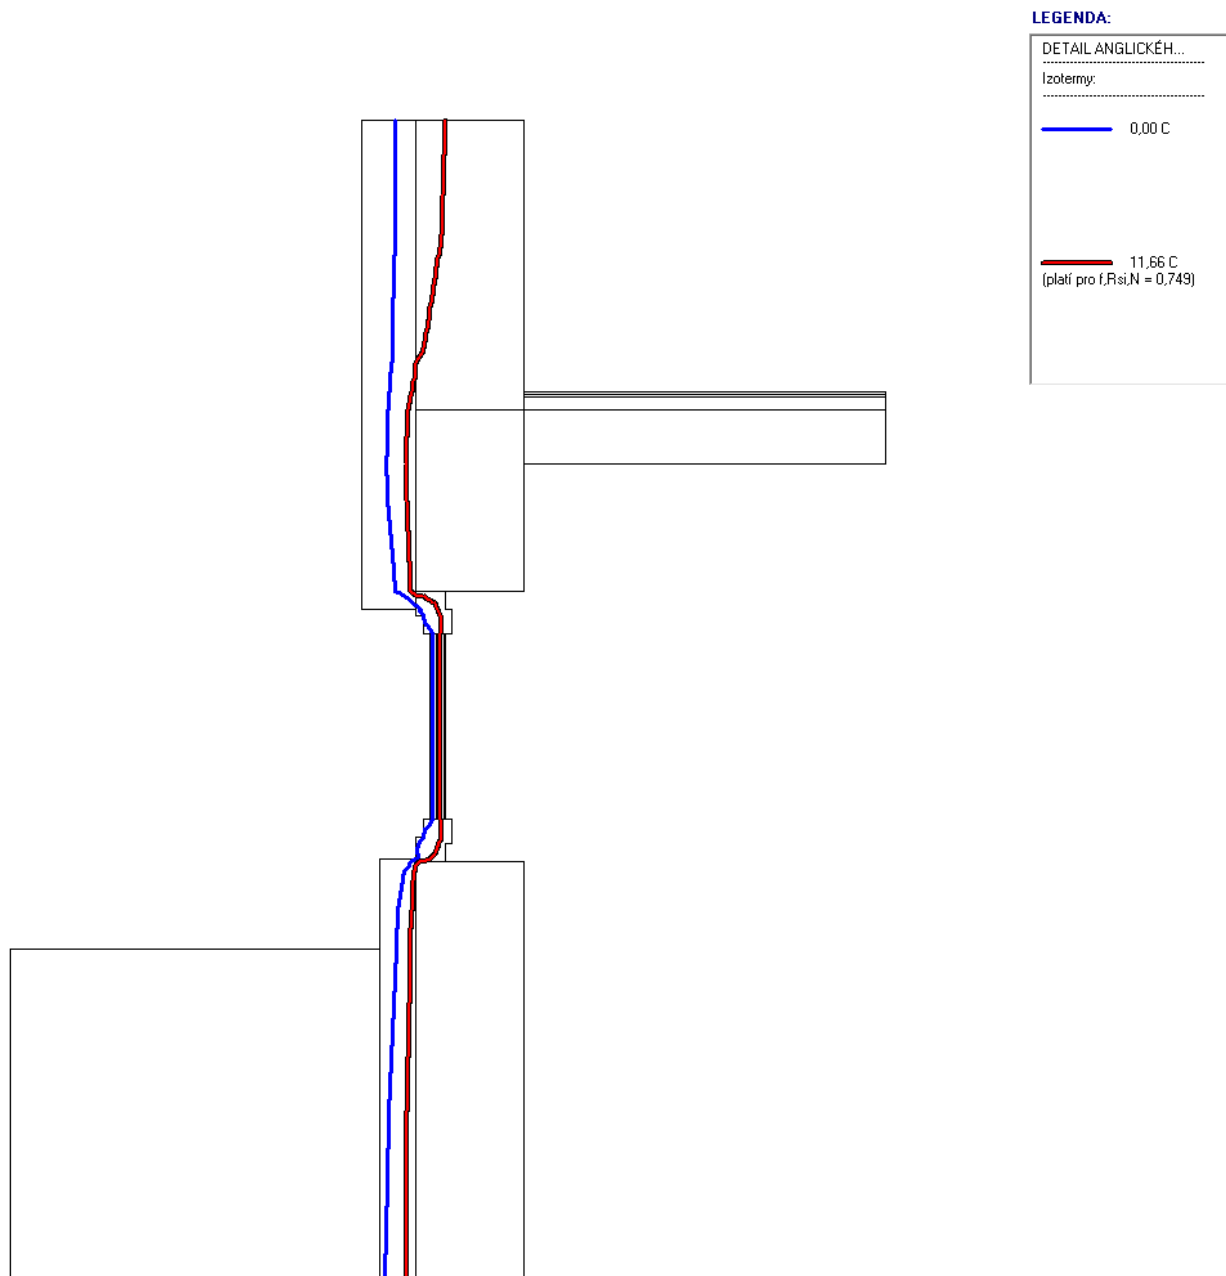 LEGENDA:
DETAIL ANGLICKÉH...
Izotermy:
0,00 C
11,66 C
(platí pro f,Rsi,N = 0,749)